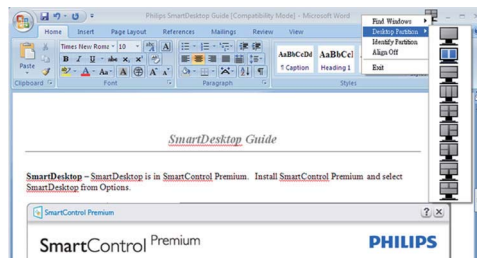 Philips SmartDesktop Guide [Compatibility Mode] - Microsoft Word
Find Windows
Desktop Partition
Identify Partition
Align Off
Exit
Home Insert Page Layout References Mailings Review View
Times New Roma 10
Paste
B I U abc x, x²
AaBbCcDd AaBbCcI
¶ Caption Heading 1
Clipboard Font Paragraph Styles
SmartDesktop Guide
SmartDesktop – SmartDesktop is in SmartControl Premium. Install SmartControl Premium and select
SmartDesktop from Options.
SmartControl Premium
SmartControl Premium PHILIPS